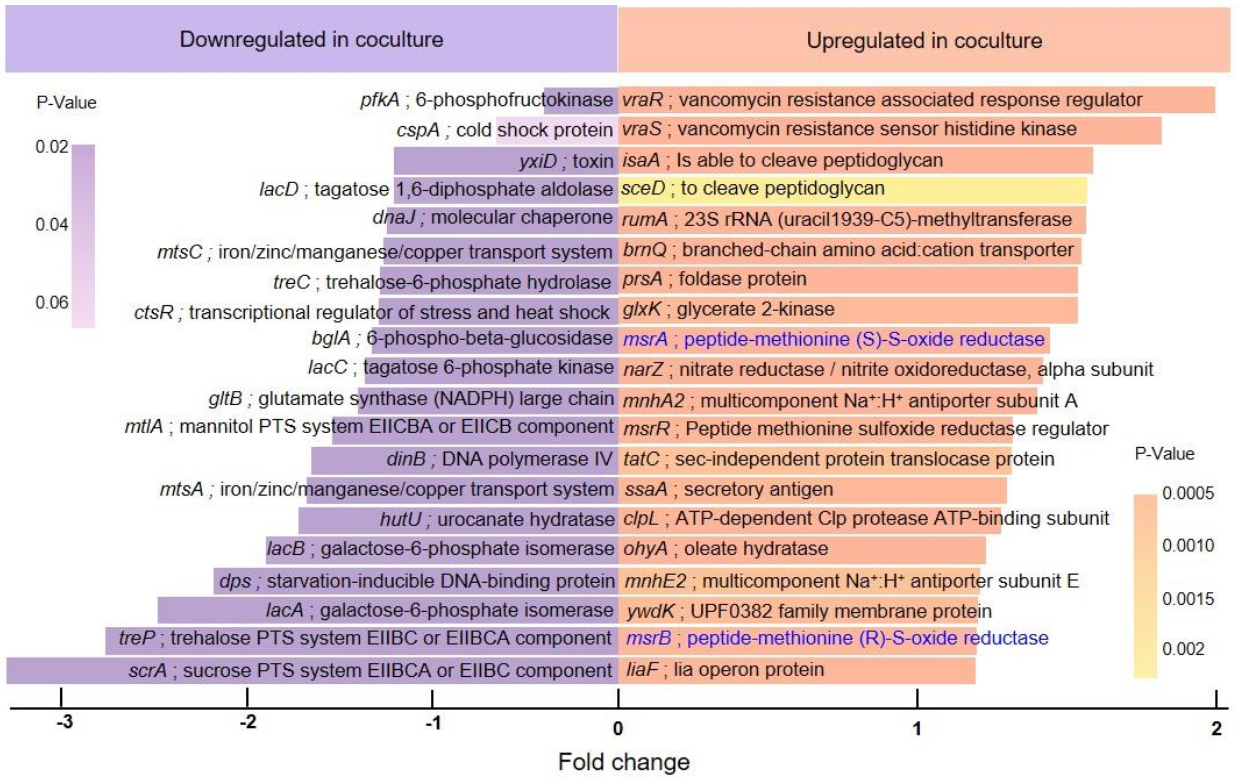 Downregulated in coculture
Upregulated in coculture
P-Value
0.02
0.04
0.06
pfkA ; 6-phosphofructokinase
vraR ; vancomycin resistance associated response regulator
cspA ; cold shock protein
vraS ; vancomycin resistance sensor histidine kinase
yxiD ; toxin
isaA ; Is able to cleave peptidoglycan
lacD ; tagatose 1,6-diphosphate aldolase
sceD ; to cleave peptidoglycan
dnaJ ; molecular chaperone
rumA ; 23S rRNA (uracil1939-C5)-methyltransferase
mtsC ; iron/zinc/manganese/copper transport system
brnQ ; branched-chain amino acid:cation transporter
treC ; trehalose-6-phosphate hydrolase
prsA ; foldase protein
ctsR ; transcriptional regulator of stress and heat shock
glxK ; glycerate 2-kinase
bglA ; 6-phospho-beta-glucosidase
msrA ; peptide-methionine (S)-S-oxide reductase
lacC ; tagatose 6-phosphate kinase
narZ ; nitrate reductase / nitrite oxidoreductase, alpha subunit
gltB ; glutamate synthase (NADPH) large chain
mnhA2 ; multicomponent Na⁺:H⁺ antiporter subunit A
mtlA ; mannitol PTS system EIICBA or EIICB component
msrR ; Peptide methionine sulfoxide reductase regulator
dinB ; DNA polymerase IV
tatC ; sec-independent protein translocase protein
mtsA ; iron/zinc/manganese/copper transport system
ssaA ; secretory antigen
hutU ; urocanate hydratase
clpL ; ATP-dependent Clp protease ATP-binding subunit
lacB ; galactose-6-phosphate isomerase
ohyA ; oleate hydratase
dps ; starvation-inducible DNA-binding protein
mnhE2 ; multicomponent Na⁺:H⁺ antiporter subunit E
lacA ; galactose-6-phosphate isomerase
ywdK ; UPF0382 family membrane protein
treP ; trehalose PTS system EIIBC or EIIBCA component
msrB ; peptide-methionine (R)-S-oxide reductase
scrA ; sucrose PTS system EIIBCA or EIIBC component
liaF ; lia operon protein
P-Value
0.0005
0.0010
0.0015
0.002
-3 -2 -1 0 1 2
Fold change